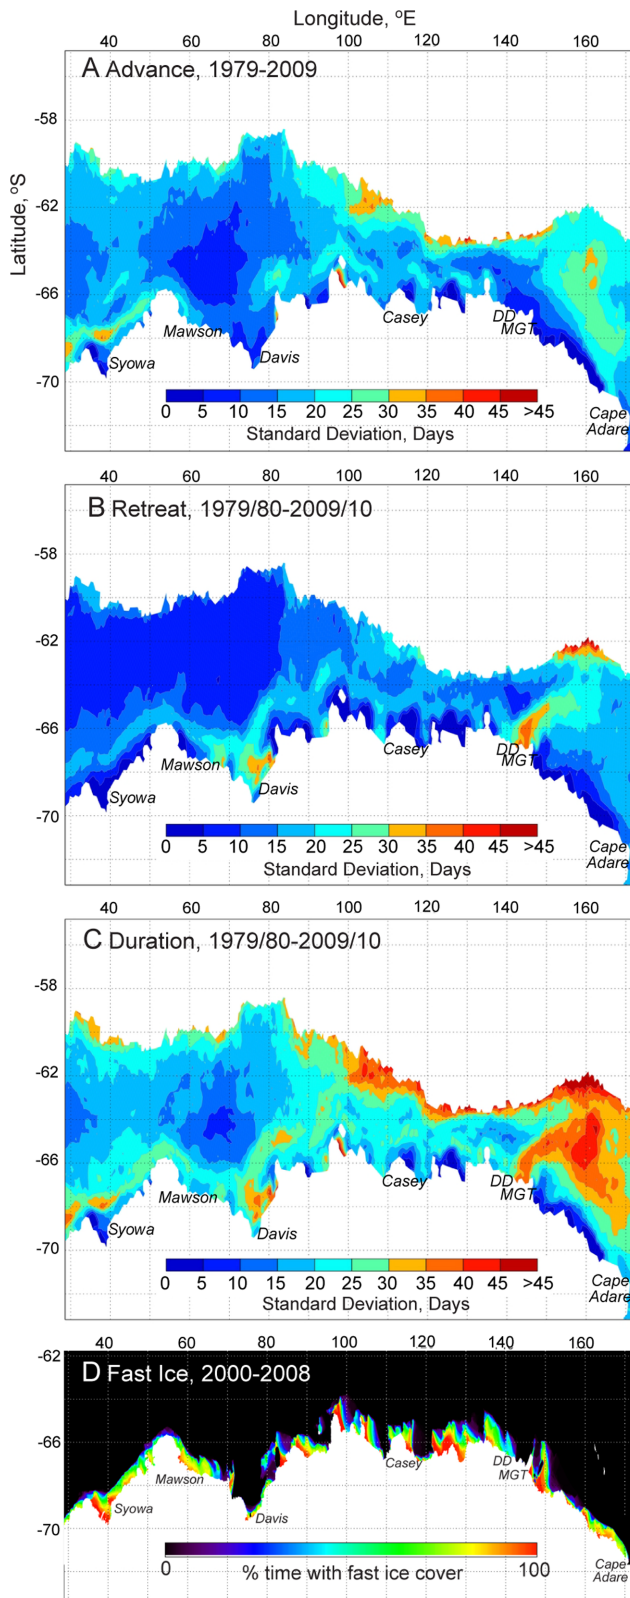 Longitude, °E
40 60 80 100 120 140 160
A Advance, 1979-2009
-58
Latitude, °S
-62
-66
Mawson
Casey
DD
MGT
Syowa
Davis
-70
0 5 10 15 20 25 30 35 40 45 >45
Standard Deviation, Days
Cape
Adare
40 60 80 100 120 140 160
B Retreat, 1979/80-2009/10
-58
-62
-66
Mawson
Casey
DD
MGT
Syowa
Davis
-70
0 5 10 15 20 25 30 35 40 45 >45
Standard Deviation, Days
Cape
Adare
40 60 80 100 120 140 160
C Duration, 1979/80-2009/10
-58
-62
-66
Mawson
Casey
DD
MGT
Syowa
Davis
-70
0 5 10 15 20 25 30 35 40 45 >45
Standard Deviation, Days
Cape
Adare
40 60 80 100 120 140 160
-62
D Fast Ice, 2000-2008
-66
Mawson
Casey
DD
MGT
Syowa
Davis
-70
0 % time with fast ice cover 100
Cape
Adare